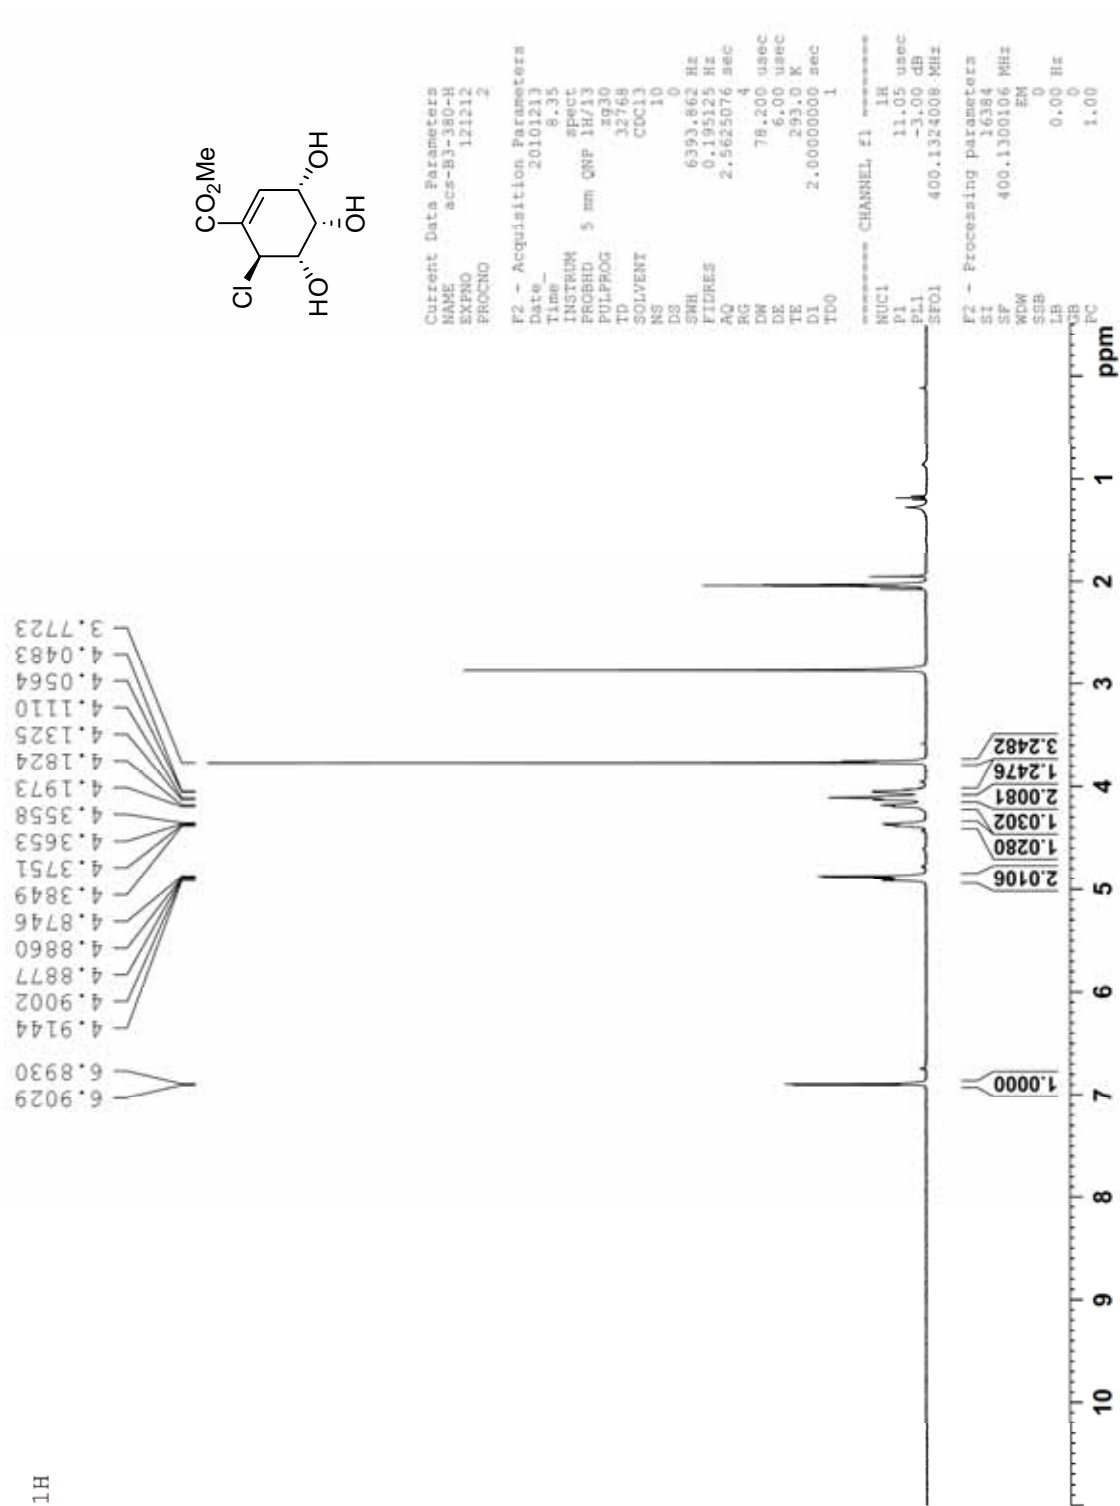 1H
6.9029
6.8930
4.9144
4.9002
4.8877
4.8860
4.8746
4.3849
4.3751
4.3653
4.3558
4.1973
4.1824
4.1325
4.1110
4.0564
4.0483
3.7723
CO2Me
Cl
HO
OH
OH
Current Data Parameters
NAME acs-B3-380-H
EXPNO 121212
PROCNO 2
F2 - Acquisition Parameters
Date_ 20101213
Time 8.35
INSTRUM spect
PROBHD 5 mm QNP 1H/13
PULPROG zg30
TD 32768
SOLVENT CDCl3
NS 10
DS 0
SWH 6393.862 Hz
FIDRES 0.195125 Hz
AQ 2.5625076 sec
RG 4
DW 78.200 usec
DE 6.00 usec
TE 293.0 K
D1 2.00000000 sec
TD0 1
======== CHANNEL f1 ========
NUC1 1H
P1 11.05 usec
PL1 -3.00 dB
SFO1 400.1324008 MHz
F2 - Processing parameters
SI 16384
SF 400.1300106 MHz
WDW EM
SSB 0
LB 0.00 Hz
GB 0
PC 1.00
1.0000
2.0106
1.0280
1.0302
2.0081
1.2476
3.2482
10 9 8 7 6 5 4 3 2 1 ppm